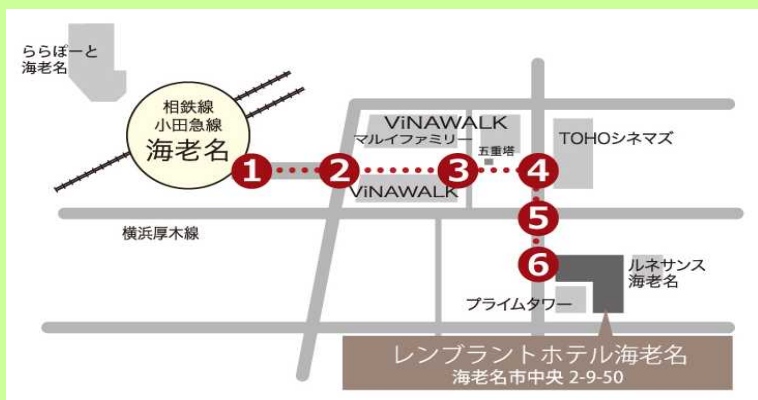 ららぽーと
海老名
相鉄線
小田急線
海老名
ViNAWALK
マルイファミリー
五重塔
TOHOシネマズ
1
2
3
4
ViNAWALK
5
横浜厚木線
6
ルネサンス
海老名
プライムタワー
レンブラントホテル海老名
海老名市中央 2-9-50